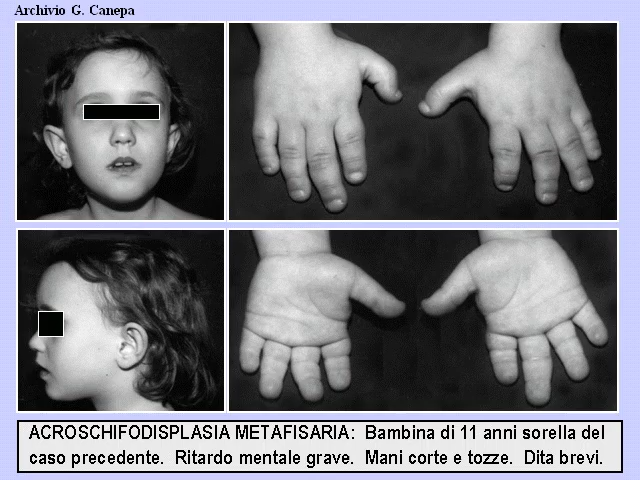 Archivio G. Canepa
ACROSCHIFODISPLASIA METAFISARIA: Bambina di 11 anni sorella del
caso precedente. Ritardo mentale grave. Mani corte e tozze. Dita brevi.